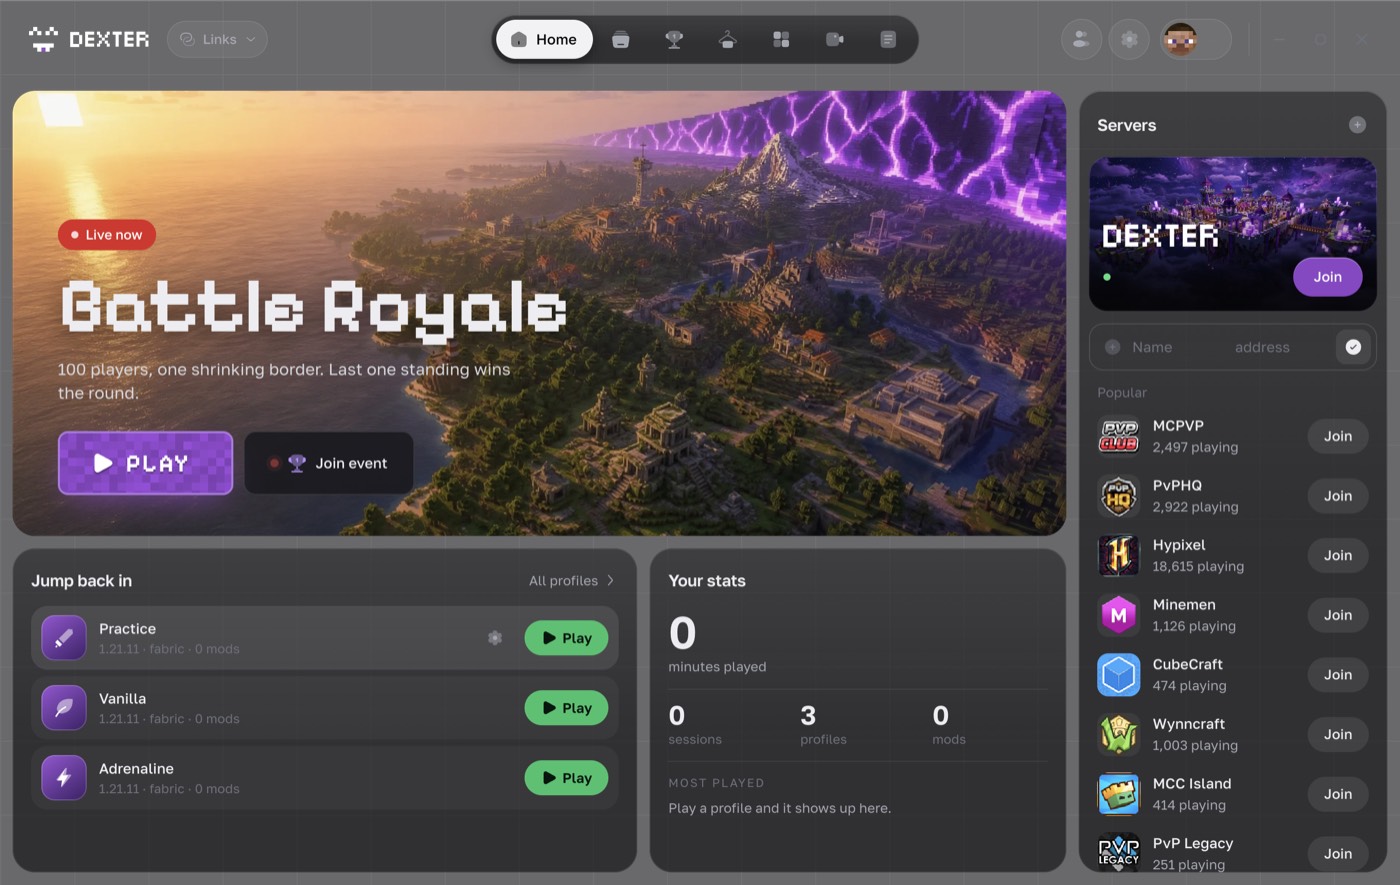 DEXTER
Links
Home
Live now
Battle Royale
100 players, one shrinking border. Last one standing wins
the round.
PLAY
Join event
Jump back in
All profiles
Practice
1.21.11 · fabric · 0 mods
Play
Vanilla
1.21.11 · fabric · 0 mods
Play
Adrenaline
1.21.11 · fabric · 0 mods
Play
Your stats
0
minutes played
0
sessions
3
profiles
0
mods
MOST PLAYED
Play a profile and it shows up here.
Servers
DEXTER
Join
Name
address
Popular
PVP
CLUB
MCPVP
2,497 playing
Join
PVP
HQ
PvPHQ
2,922 playing
Join
H
Hypixel
18,615 playing
Join
M
Minemen
1,126 playing
Join
CubeCraft
474 playing
Join
Wynncraft
1,003 playing
Join
MCC Island
414 playing
Join
PVP
LEGACY
PvP Legacy
251 playing
Join